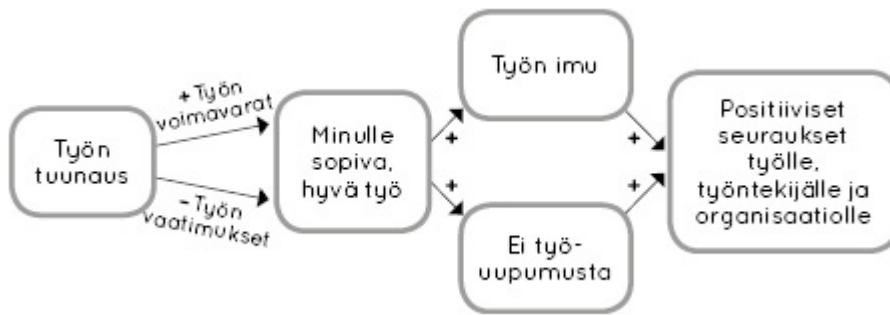 Työn
tuunaus
+ Työn
voimavarat
– Työn
vaatimukset
Minulle
sopiva,
hyvä työ
+
+
Työn imu
Ei työ-
uupumusta
+
+
Positiiviset
seuraukset
työlle,
työntekijälle ja
organisaatiolle